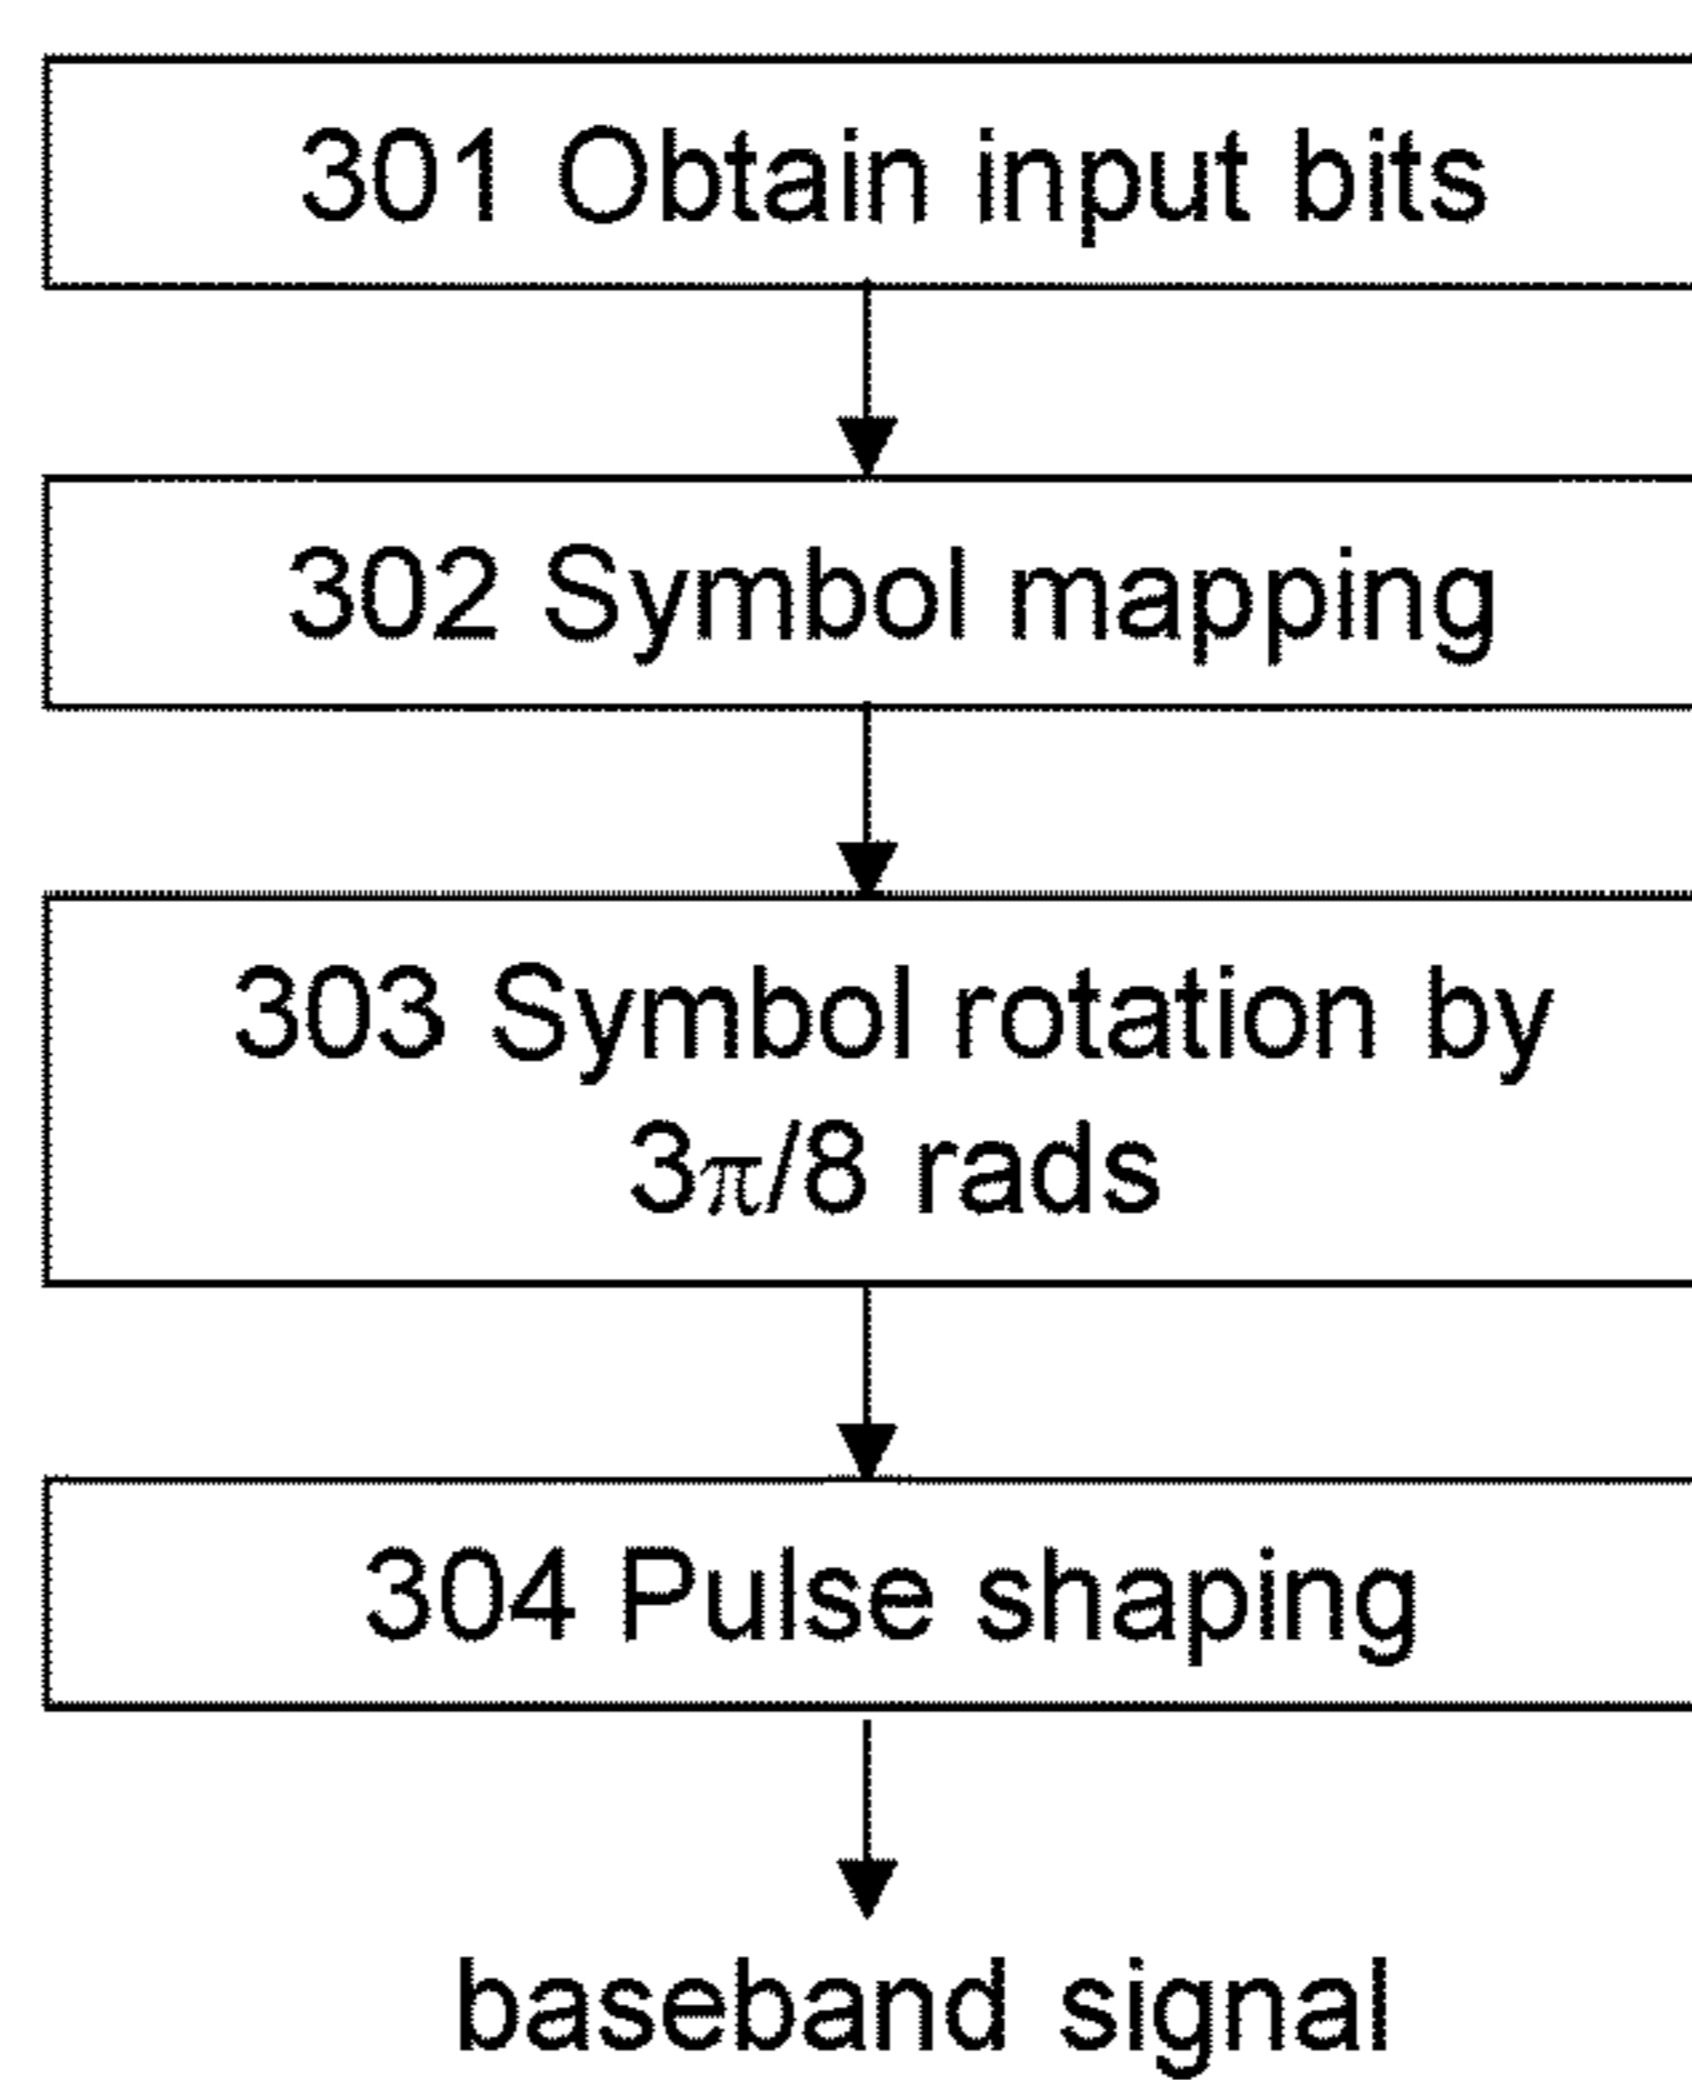 301 Obtain input bits
302 Symbol mapping
303 Symbol rotation by
3π/8 rads
304 Pulse shaping
baseband signal